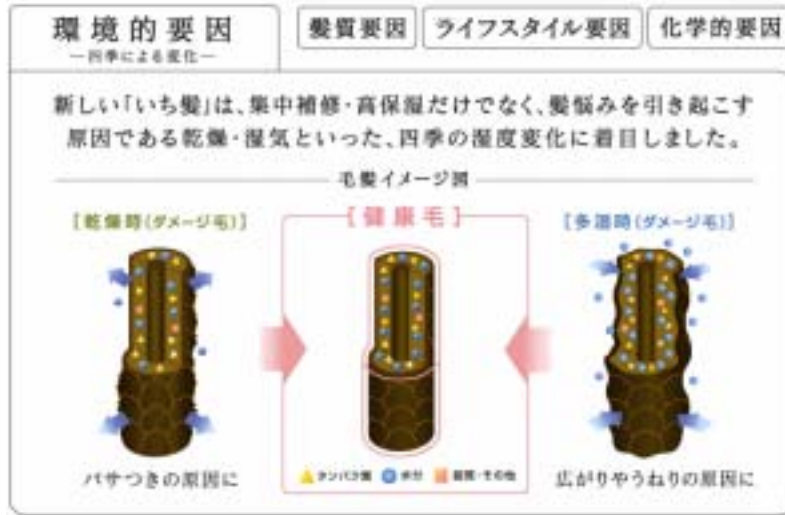 環境的要因
―四季による変化―
髪質要因
ライフスタイル要因
化学的要因
新しい「いち髪」は、集中補修・高保湿だけでなく、髪悩みを引き起こす
原因である乾燥・湿気といった、四季の湿度変化に着目しました。
毛髪イメージ図
[乾燥時(ダメージ毛)]
[健康毛]
[多湿時(ダメージ毛)]
パサつきの原因に
タンパク質 水分 脂質・その他
広がりやうねりの原因に